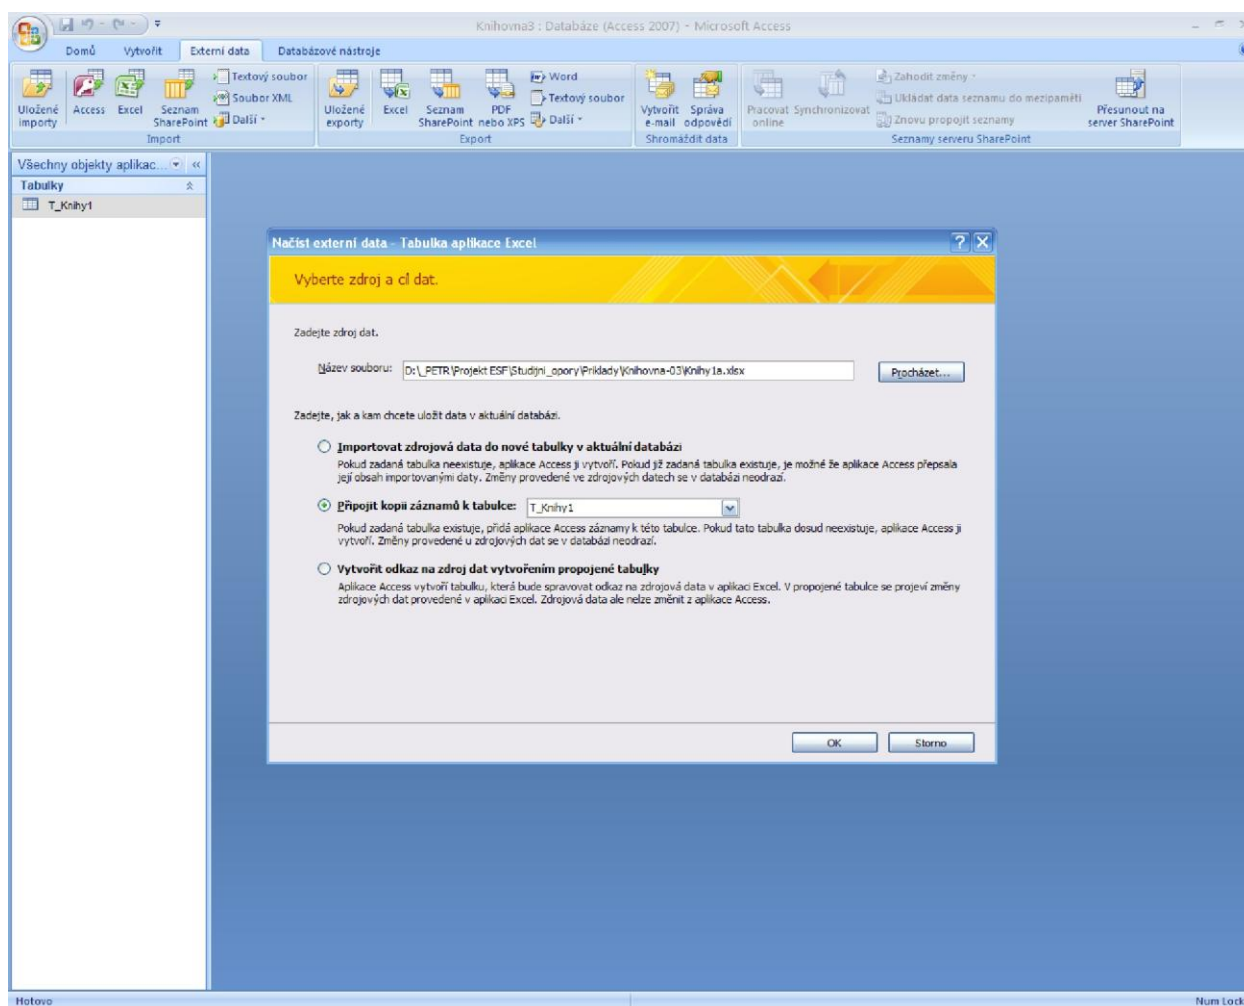 Knihovna3 : Databáze (Access 2007) - Microsoft Access
Domů Vytvořit Externí data Databázové nástroje
Uložené importy
Access
Excel
Seznam SharePoint
Textový soubor
Soubor XML
Další
Import
Uložené exporty
Excel
Seznam SharePoint
PDF nebo XPS
Word
Textový soubor
Další
Export
Vytvořit e-mail
Správa odpovědí
Shromáždit data
Pracovat online
Synchronizovat
Zahodit změny
Ukládat data seznamu do mezipaměti
Znovu propojit seznamy
Přesunout na server SharePoint
Seznamy serveru SharePoint
Všechny objekty aplikac...
Tabulky
T_Knihy1
Načíst externí data - Tabulka aplikace Excel
Vyberte zdroj a cíl dat.
Zadejte zdroj dat.
Název souboru: D:\_PETR\Projekt ESF\Studijni_opory\Priklady\Knihovna-03\Knihy1a.xlsx Procházet...
Zadejte, jak a kam chcete uložit data v aktuální databázi.
Importovat zdrojová data do nové tabulky v aktuální databázi
Pokud zadaná tabulka neexistuje, aplikace Access ji vytvoří. Pokud již zadaná tabulka existuje, je možné že aplikace Access přepsala
její obsah importovanými daty. Změny provedené ve zdrojových datech se v databázi neodrazí.
Připojit kopii záznamů k tabulce: T_Knihy1
Pokud zadaná tabulka existuje, přidá aplikace Access záznamy k této tabulce. Pokud tato tabulka dosud neexistuje, aplikace Access ji
vytvoří. Změny provedené u zdrojových dat se v databázi neodrazí.
Vytvořit odkaz na zdroj dat vytvořením propojené tabulky
Aplikace Access vytvoří tabulku, která bude spravovat odkaz na zdrojová data v aplikaci Excel. V propojené tabulce se projeví změny
zdrojových dat provedené v aplikaci Excel. Zdrojová data ale nelze změnit z aplikace Access.
OK Storno
Hotovo Num Lock